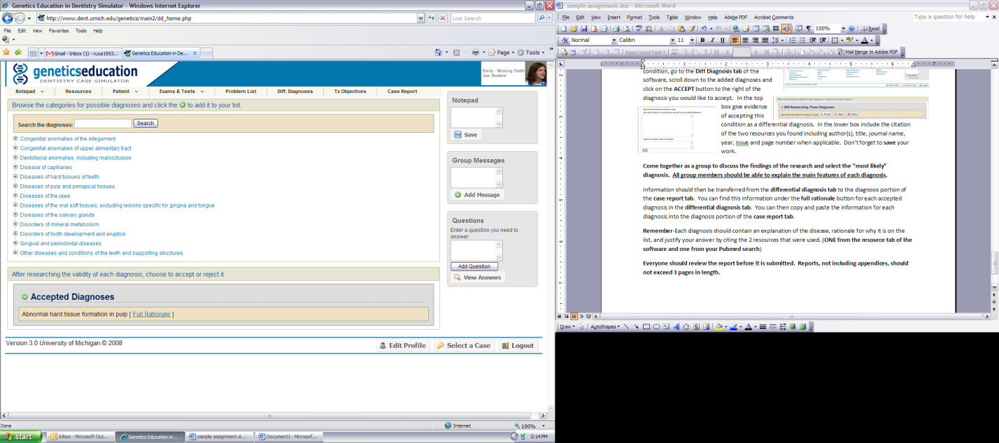 Genetics Education in Dentistry Simulator - Windows Internet Explorer
http://www.dent.umich.edu/genetics/main2/dd_home.php
Live Search
File Edit View Favorites Tools Help
Gmail - Inbox (1) - ruxa1953...
Genetics Education in De...
Page
Tools
geneticseducation
DENTISTRY CASE SIMULATOR
Emily - Missing Teeth
Joe Student
Notepad Resources Patient Exams & Tests Problem List Diff. Diagnoses Tx Objectives Case Report
Browse the categories for possible diagnoses and click the to add it to your list.
Search the diagnoses: Search
Congenital anomalies of the integument
Congenital anomalies of upper alimentary tract
Dentofacial anomalies, including malocclusion
Disease of capillaries
Diseases of hard tissues of teeth
Diseases of pulp and periapical tissues
Diseases of the jaws
Diseases of the oral soft tissues, excluding lesions specific for gingiva and tongue
Diseases of the salivary glands
Disorders of mineral metabolism
Disorders of tooth development and eruption
Gingival and periodontal diseases
Other diseases and conditions of the teeth and supporting structures
After researching the validity of each diagnosis, choose to accept or reject it.
Accepted Diagnoses
Abnormal hard tissue formation in pulp [ Full Rationale ]
Notepad
Save
Group Messages
Add Message
Questions
Enter a question you need to
answer:
Add Question
View Answers
Version 3.0 University of Michigan © 2008
Edit Profile Select a Case Logout
Done
Internet
100%
start
Inbox - Microsoft Out...
Genetics Education in...
sample assignment.d...
Document1 - Microsof...
2:14 PM
sample assignment.doc - Microsoft Word
File Edit View Insert Format Tools Table Window Help Adobe PDF Acrobat Comments
Type a question for help
100%
Read
Normal
Calibri
11
B I U
Insert Word Field
Mail Merge to Adobe PDF
condition, go to the Diff Diagnosis tab of the
software, scroll down to the added diagnoses and
click on the ACCEPT button to the right of the
diagnosis you would like to accept. In the top
box give evidence
of accepting this
condition as a differential diagnosis. In the lower box include the citation
of the two resources you found including author(s), title, journal name,
year, issue and page number when applicable. Don't forget to save your
work.
Still Researching These Diagnoses
Come together as a group to discuss the findings of the research and select the "most likely"
diagnosis. All group members should be able to explain the main features of each diagnosis.
Information should then be transferred from the differential diagnosis tab to the diagnosis portion of
the case report tab. You can find this information under the full rationale button for each accepted
diagnosis in the differential diagnosis tab. You can then copy and paste the information for each
diagnosis into the diagnosis portion of the case report tab.
Remember-Each diagnosis should contain an explanation of the disease, rationale for why it is on the
list, and justify your answer by citing the 2 resources that were used. (ONE from the resource tab of the
software and one from your Pubmed search)
Everyone should review the report before it is submitted. Reports, not including appendices, should
not exceed 3 pages in length.
Draw
AutoShapes